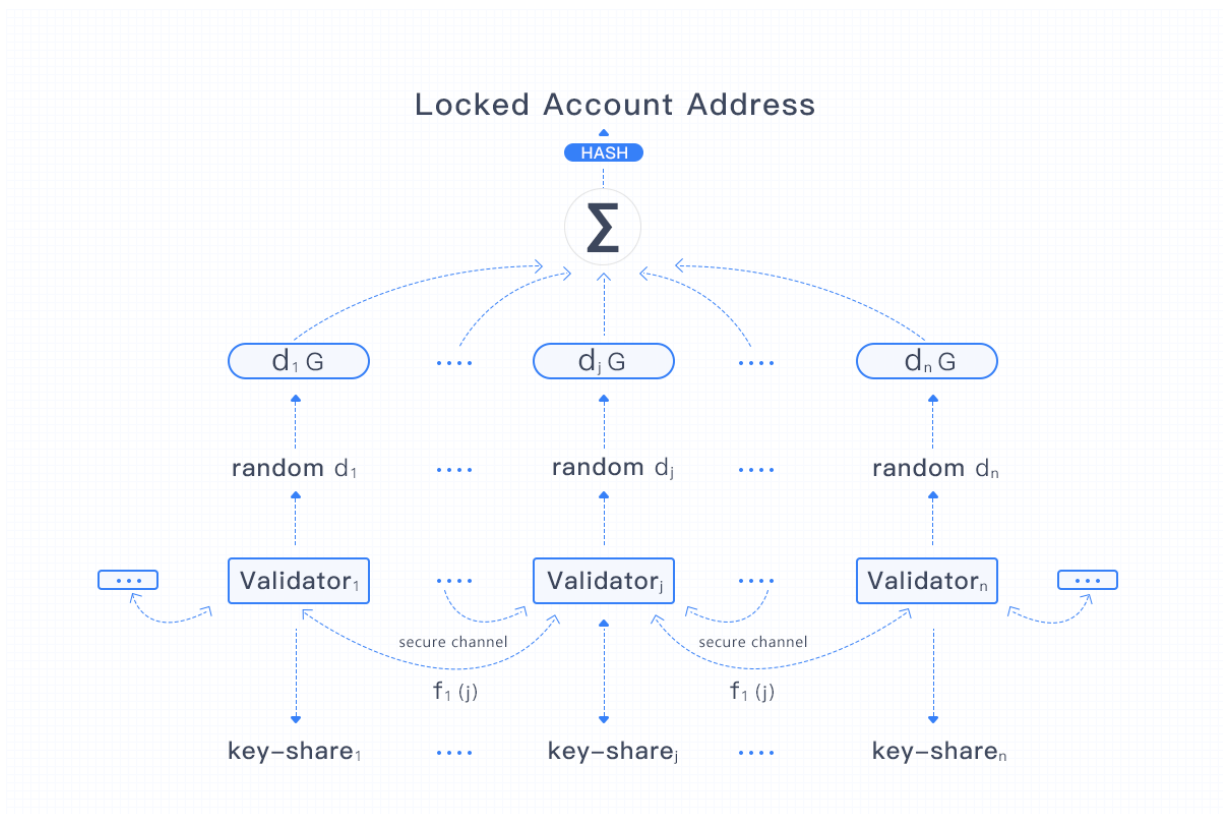 Locked Account Address
HASH
Σ
d₁ G .... dⱼ G .... dₙ G
random d₁ .... random dⱼ .... random dₙ
... Validator₁ .... Validatorⱼ .... Validatorₙ ...
secure channel secure channel
f₁ (j) f₁ (j)
key–share₁ .... key–shareⱼ .... key–shareₙ